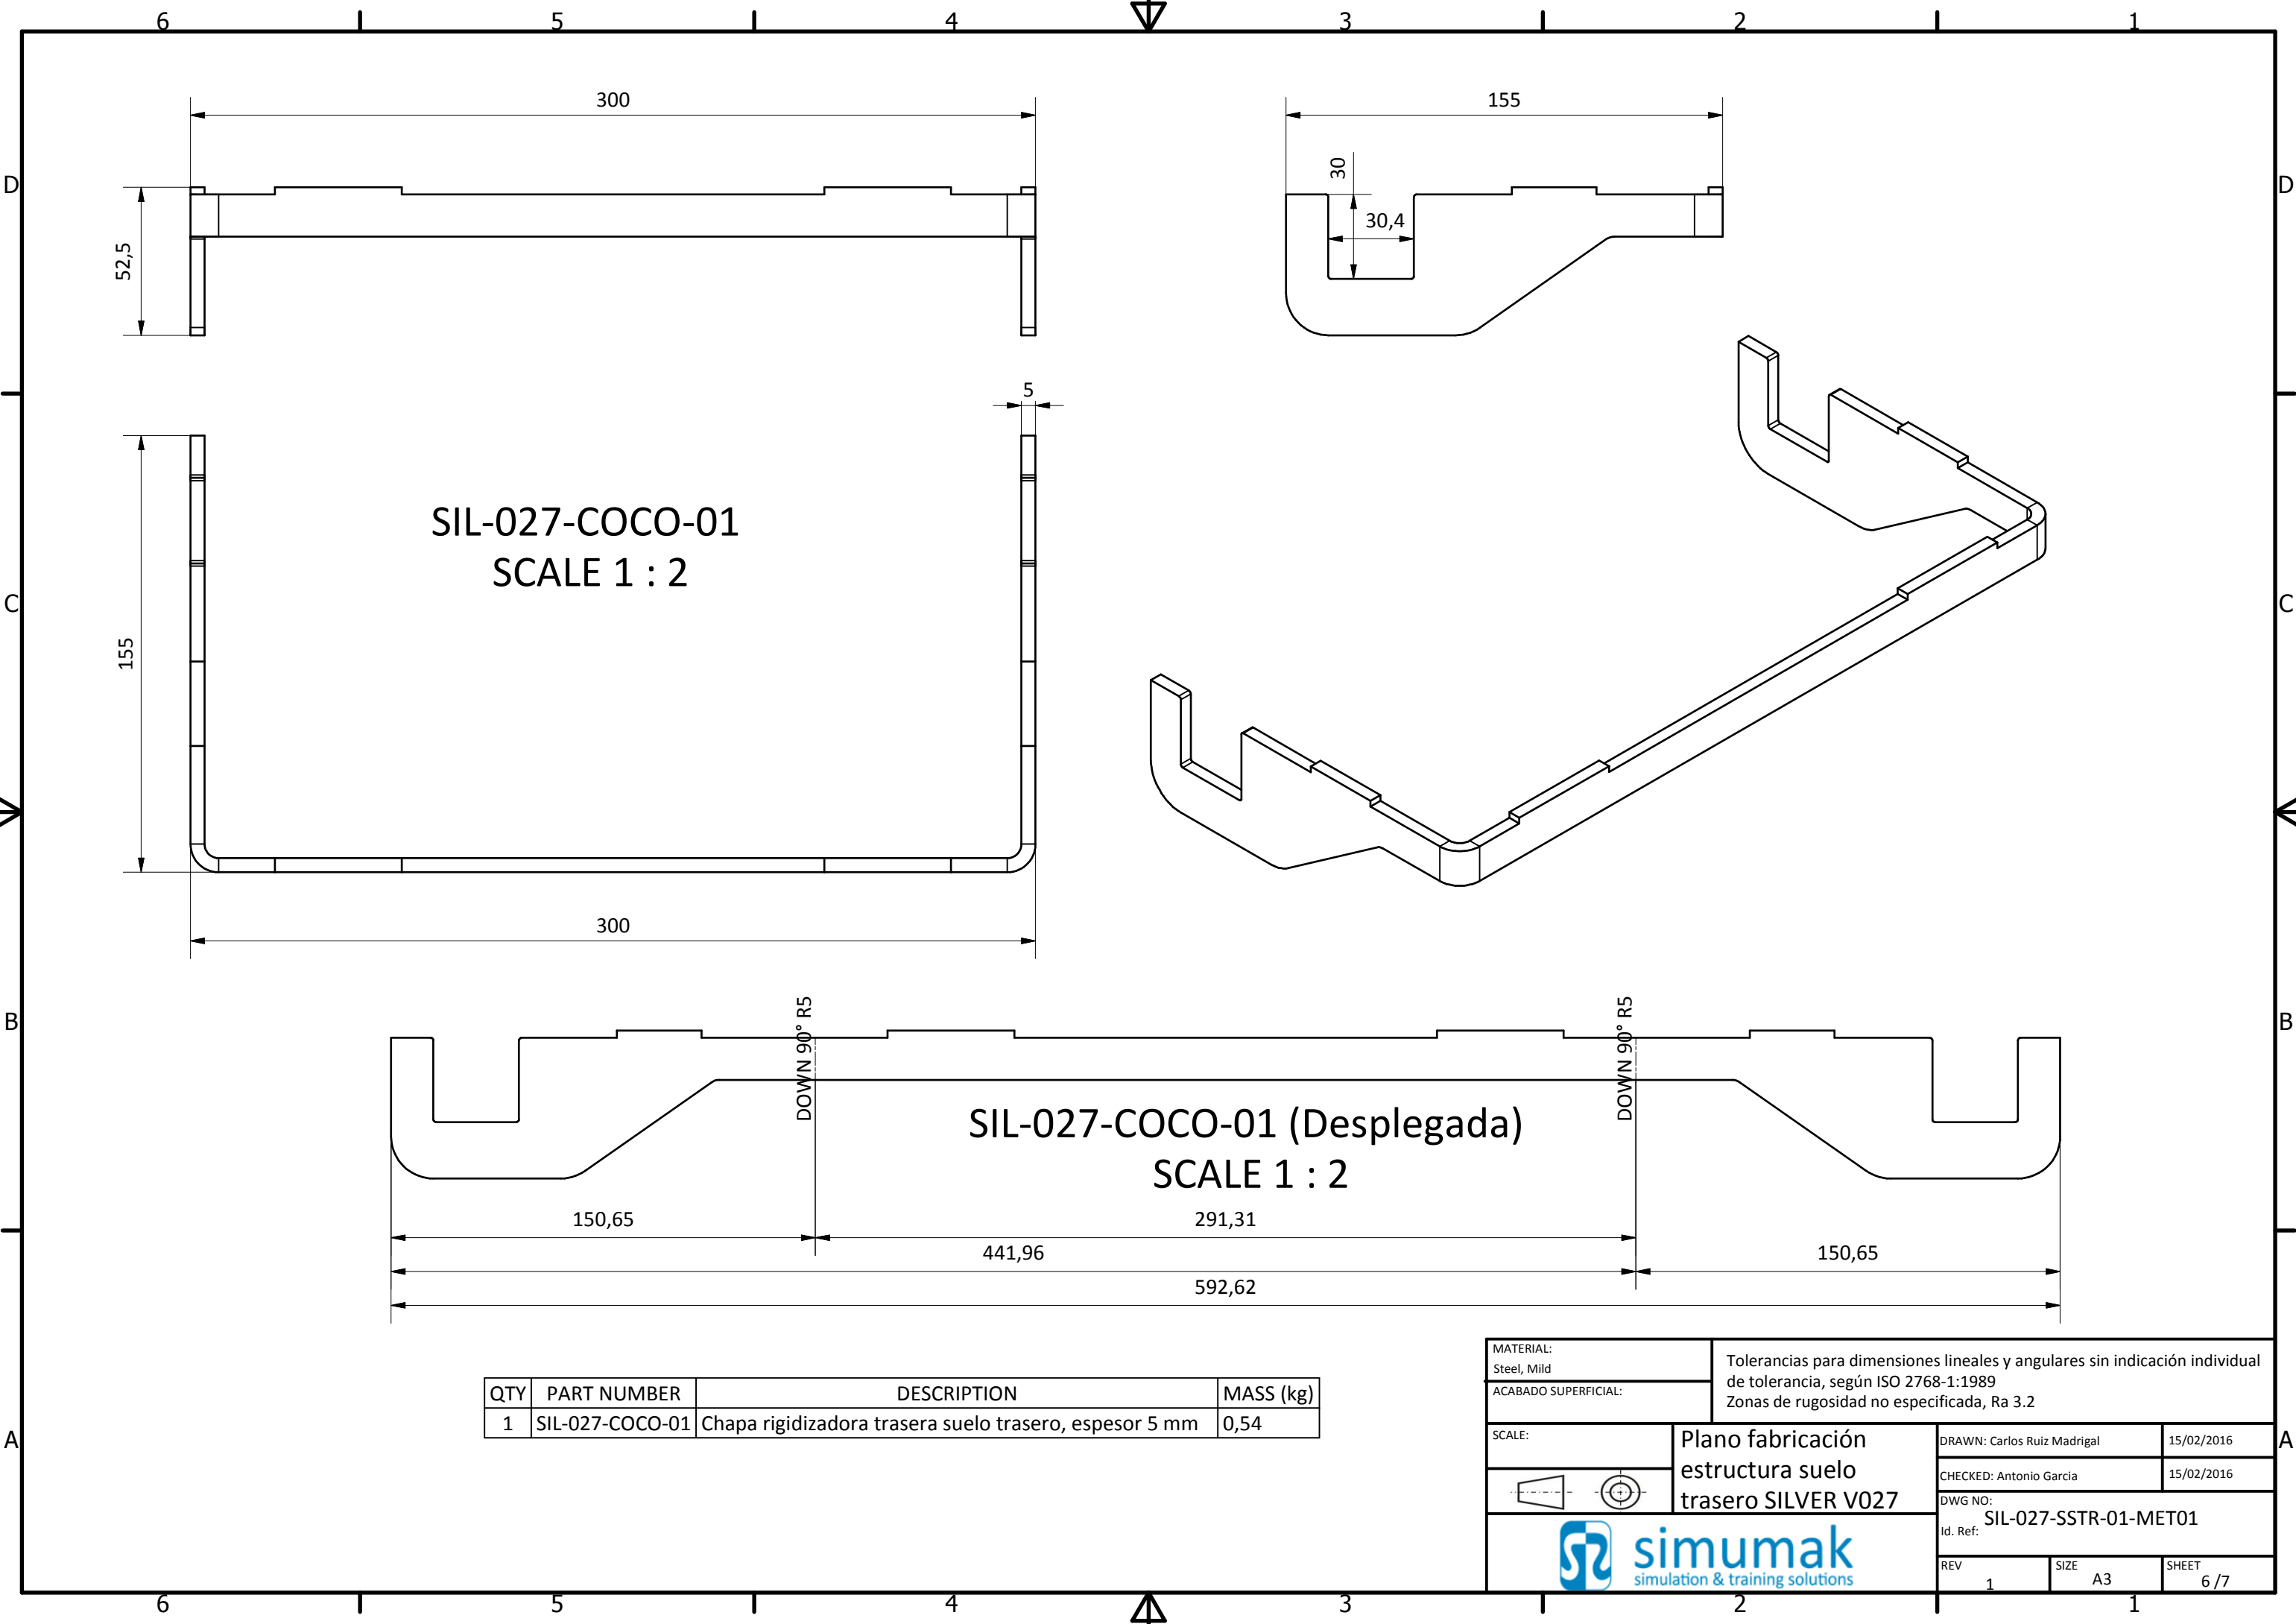 6 5 4 3 2 1
D
D
C
C
B
B
A
A
300
52,5
155
30
30,4
5
155
300
SIL-027-COCO-01
SCALE 1 : 2
DOWN 90° R5
DOWN 90° R5
SIL-027-COCO-01 (Desplegada)
SCALE 1 : 2
150,65
291,31
441,96
150,65
592,62
QTY PART NUMBER DESCRIPTION MASS (kg)
1 SIL-027-COCO-01 Chapa rigidizadora trasera suelo trasero, espesor 5 mm 0,54
MATERIAL:
Steel, Mild
ACABADO SUPERFICIAL:
Tolerancias para dimensiones lineales y angulares sin indicación individual
de tolerancia, según ISO 2768-1:1989
Zonas de rugosidad no especificada, Ra 3.2
SCALE:
Plano fabricación
estructura suelo
trasero SILVER V027
DRAWN: Carlos Ruiz Madrigal 15/02/2016
CHECKED: Antonio Garcia 15/02/2016
DWG NO:
SIL-027-SSTR-01-MET01
Id. Ref:
REV
1
SIZE
A3
SHEET
6 /7
simumak
simulation & training solutions
6 5 4 3 2 1